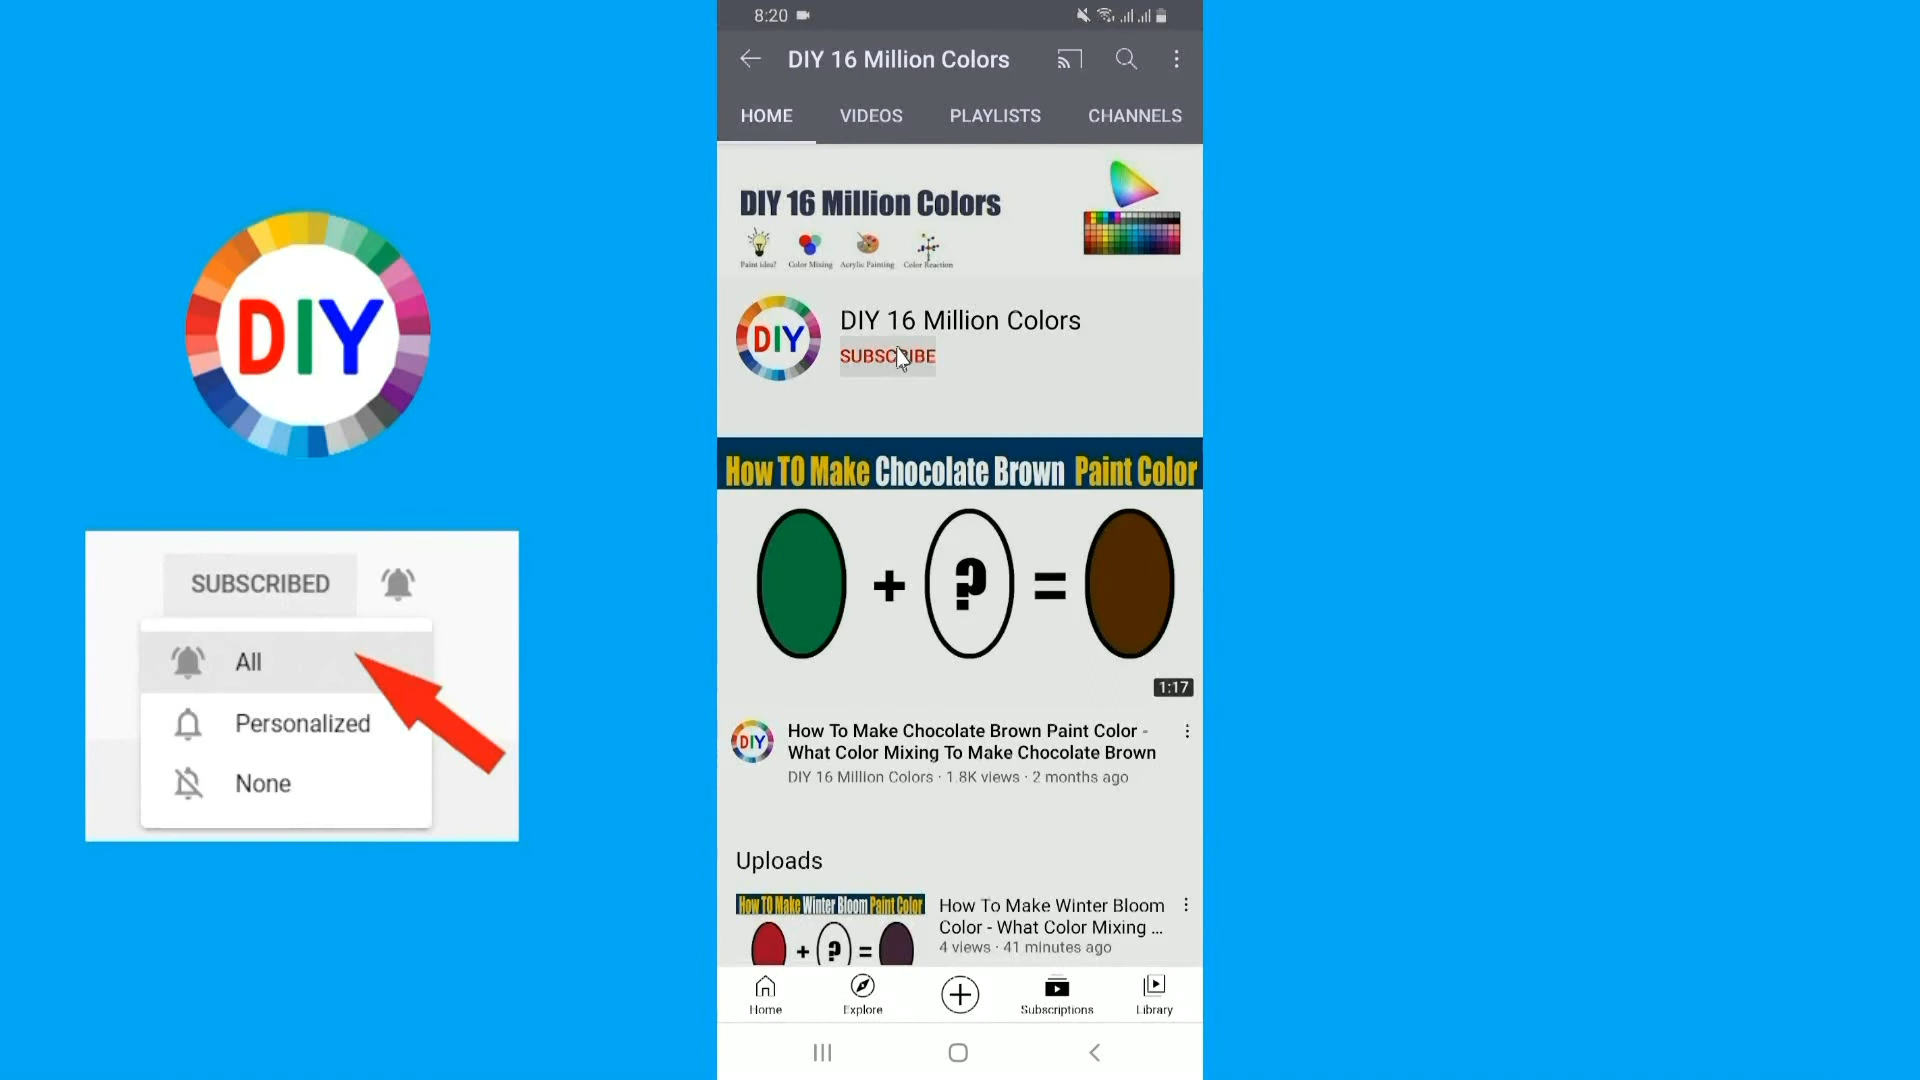 DIY
SUBSCRIBED
All
Personalized
None
8:20
DIY 16 Million Colors
HOME VIDEOS PLAYLISTS CHANNELS
DIY 16 Million Colors
Paint idea? Color Mixing Acrylic Painting Color Reaction
DIY
DIY 16 Million Colors
SUBSCRIBE
How TO Make Chocolate Brown Paint Color
+ ? =
1:17
DIY
How To Make Chocolate Brown Paint Color -
What Color Mixing To Make Chocolate Brown
DIY 16 Million Colors · 1.8K views · 2 months ago
Uploads
How TO Make Winter Bloom Paint Color
+ ? =
How To Make Winter Bloom
Color - What Color Mixing ...
4 views · 41 minutes ago
Home Explore Subscriptions Library